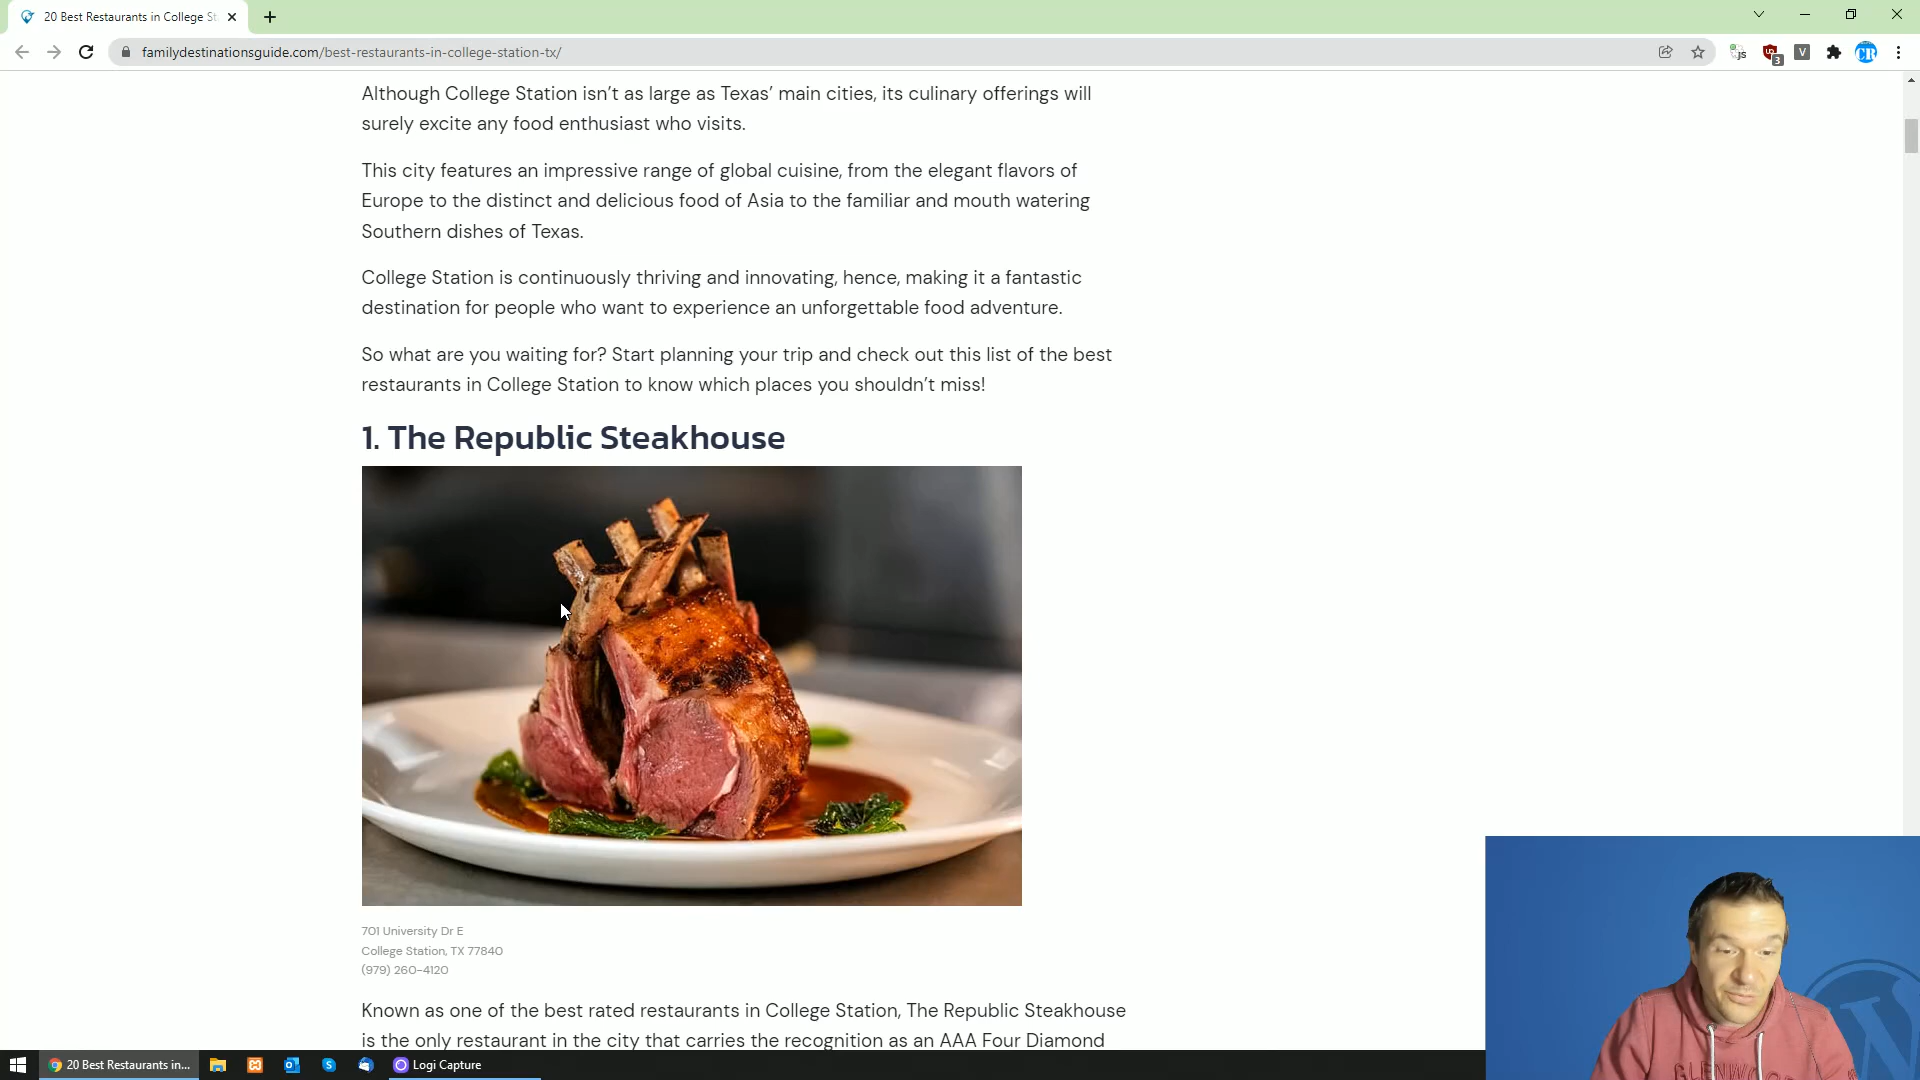 20 Best Restaurants in College St
familydestinationsguide.com/best-restaurants-in-college-station-tx/
JS
3
V
CR
Although College Station isn't as large as Texas' main cities, its culinary offerings will
surely excite any food enthusiast who visits.
This city features an impressive range of global cuisine, from the elegant flavors of
Europe to the distinct and delicious food of Asia to the familiar and mouth watering
Southern dishes of Texas.
College Station is continuously thriving and innovating, hence, making it a fantastic
destination for people who want to experience an unforgettable food adventure.
So what are you waiting for? Start planning your trip and check out this list of the best
restaurants in College Station to know which places you shouldn't miss!
1. The Republic Steakhouse
701 University Dr E
College Station, TX 77840
(979) 260-4120
Known as one of the best rated restaurants in College Station, The Republic Steakhouse
is the only restaurant in the city that carries the recognition as an AAA Four Diamond
20 Best Restaurants in...
Logi Capture